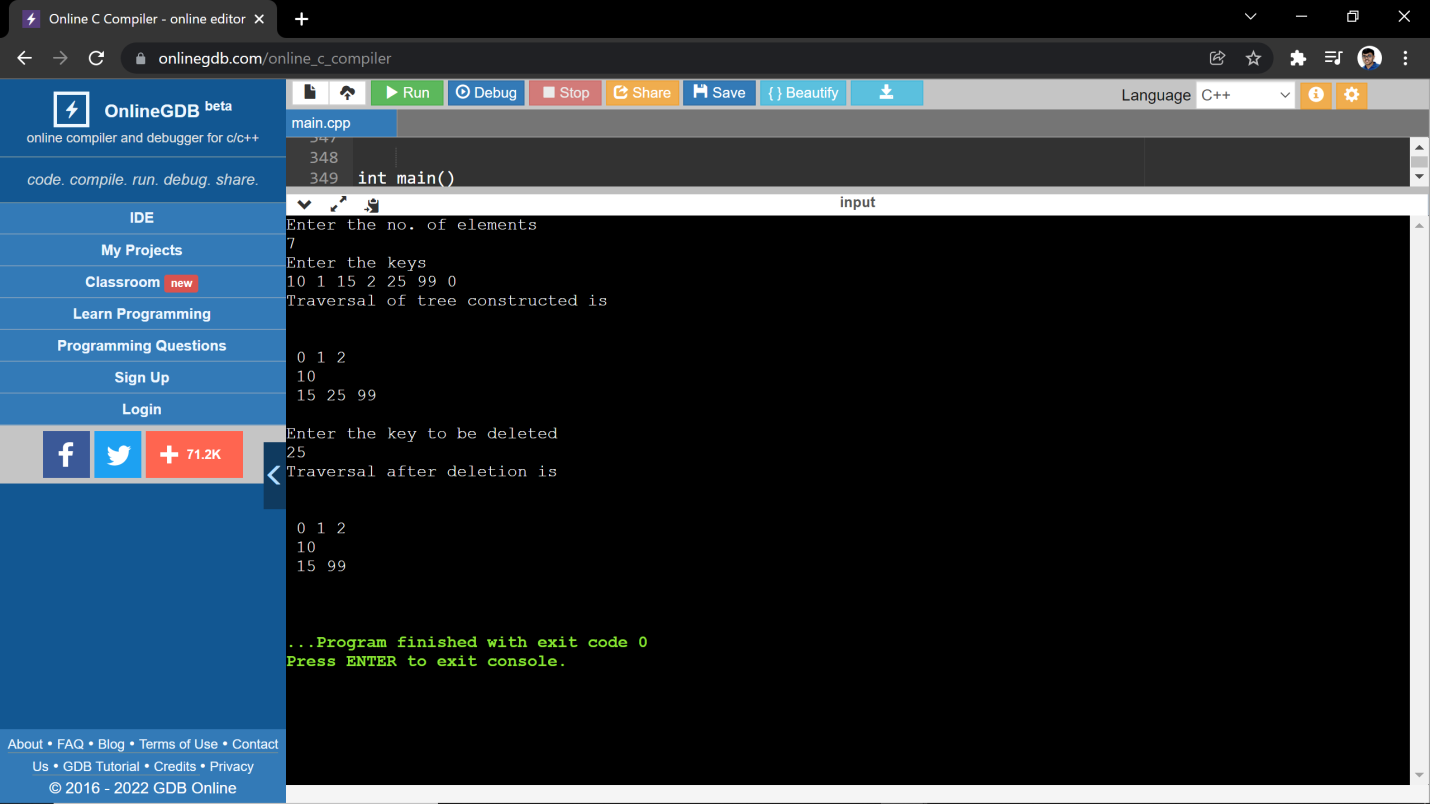 Online C Compiler - online editor
onlinegdb.com/online_c_compiler
OnlineGDB beta
online compiler and debugger for c/c++
code. compile. run. debug. share.
IDE
My Projects
Classroom new
Learn Programming
Programming Questions
Sign Up
Login
71.2K
About • FAQ • Blog • Terms of Use • Contact
Us • GDB Tutorial • Credits • Privacy
© 2016 - 2022 GDB Online
Run Debug Stop Share Save { } Beautify
Language C++
main.cpp
347
348
349 int main()
input
Enter the no. of elements
7
Enter the keys
10 1 15 2 25 99 0
Traversal of tree constructed is
0 1 2
10
15 25 99
Enter the key to be deleted
25
Traversal after deletion is
0 1 2
10
15 99
...Program finished with exit code 0
Press ENTER to exit console.